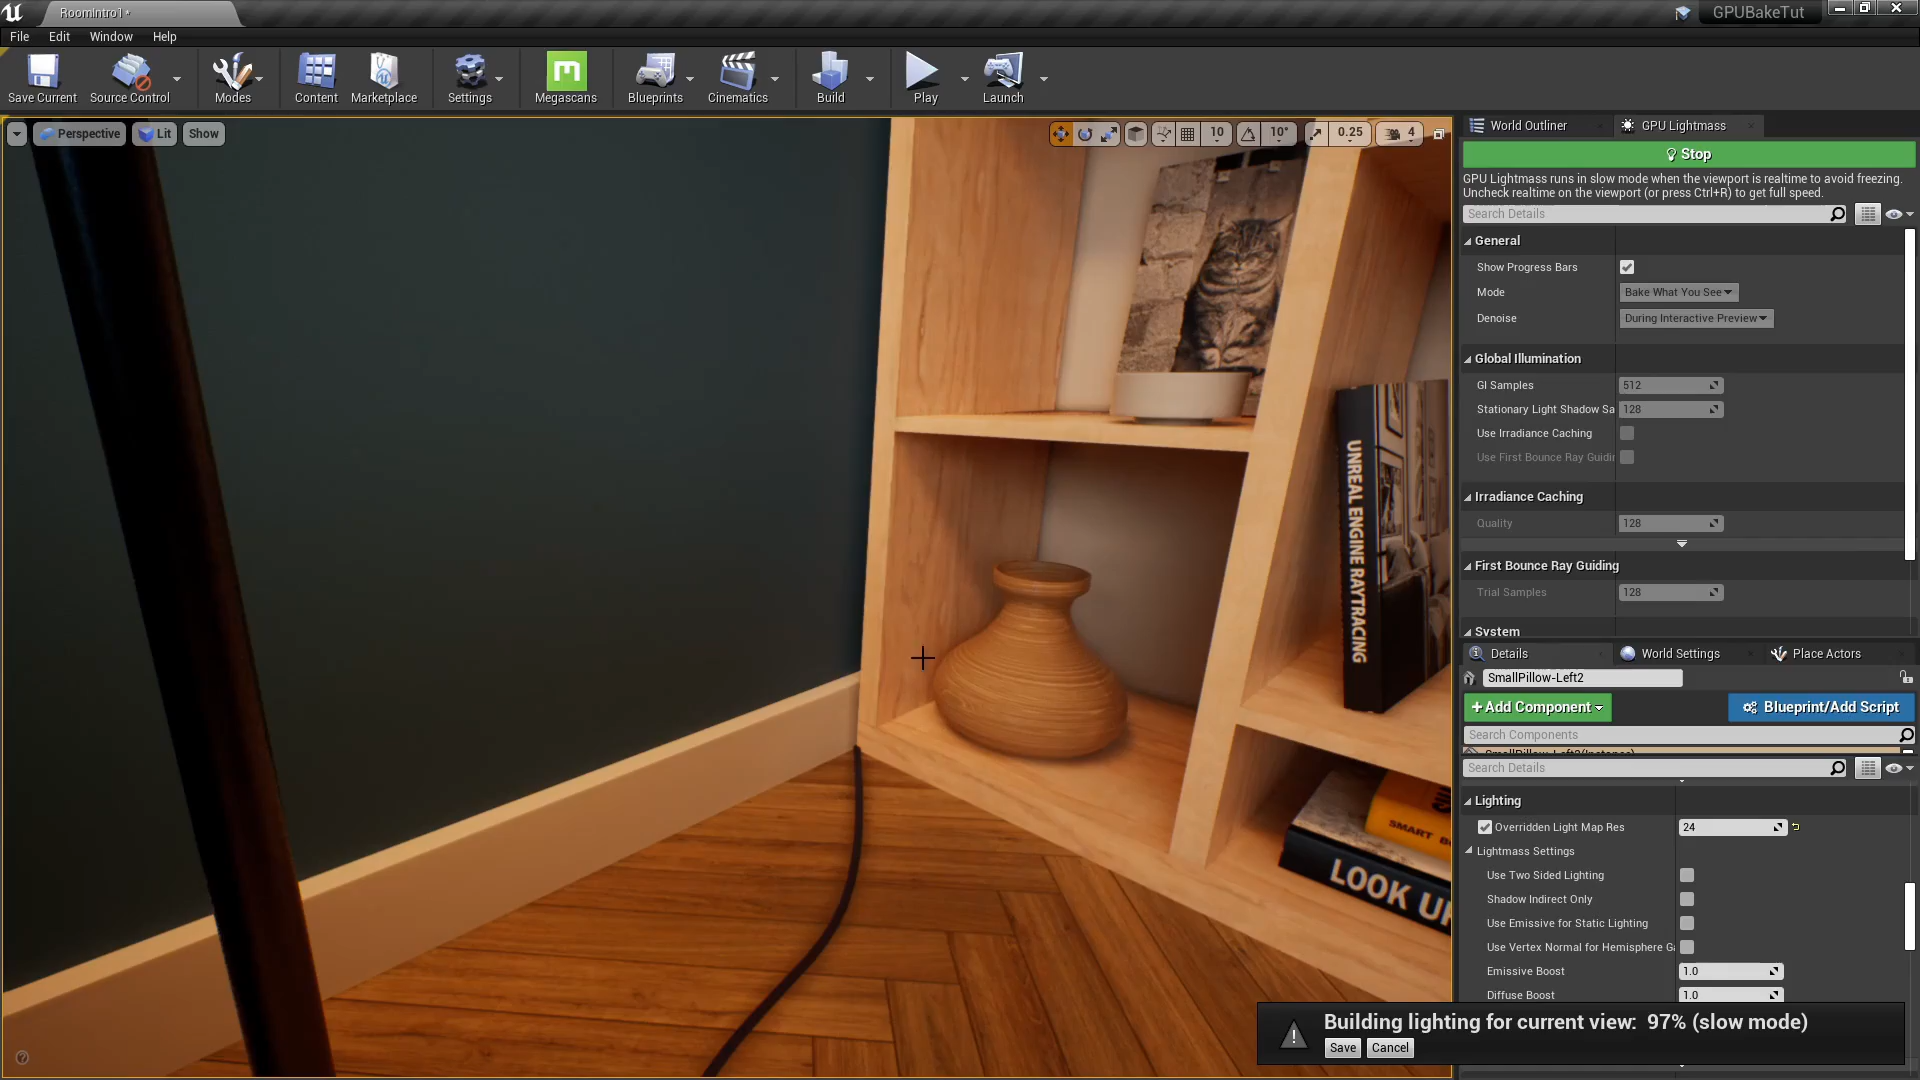 RoomIntro1*
GPUBakeTut
File
Edit
Window
Help
Save Current
Source Control
Modes
Content
Marketplace
Settings
Megascans
Blueprints
Cinematics
Build
Play
Launch
Perspective
Lit
Show
10
10°
0.25
4
World Outliner
GPU Lightmass
Stop
GPU Lightmass runs in slow mode when the viewport is realtime to avoid freezing.
Uncheck realtime on the viewport (or press Ctrl+R) to get full speed.
Search Details
General
Show Progress Bars
Mode
Bake What You See
Denoise
During Interactive Preview
Global Illumination
GI Samples
512
Stationary Light Shadow Sa
128
Use Irradiance Caching
Use First Bounce Ray Guidin
Irradiance Caching
Quality
128
First Bounce Ray Guiding
Trial Samples
128
System
Details
World Settings
Place Actors
SmallPillow-Left2
+Add Component
Blueprint/Add Script
Search Components
SmallPillow-Left2(Instance)
Search Details
Lighting
Overridden Light Map Res
24
Lightmass Settings
Use Two Sided Lighting
Shadow Indirect Only
Use Emissive for Static Lighting
Use Vertex Normal for Hemisphere Ga
Emissive Boost
1.0
Diffuse Boost
1.0
Building lighting for current view: 97% (slow mode)
Save
Cancel
UNREAL ENGINE RAYTRACING
SMART
LOOK U